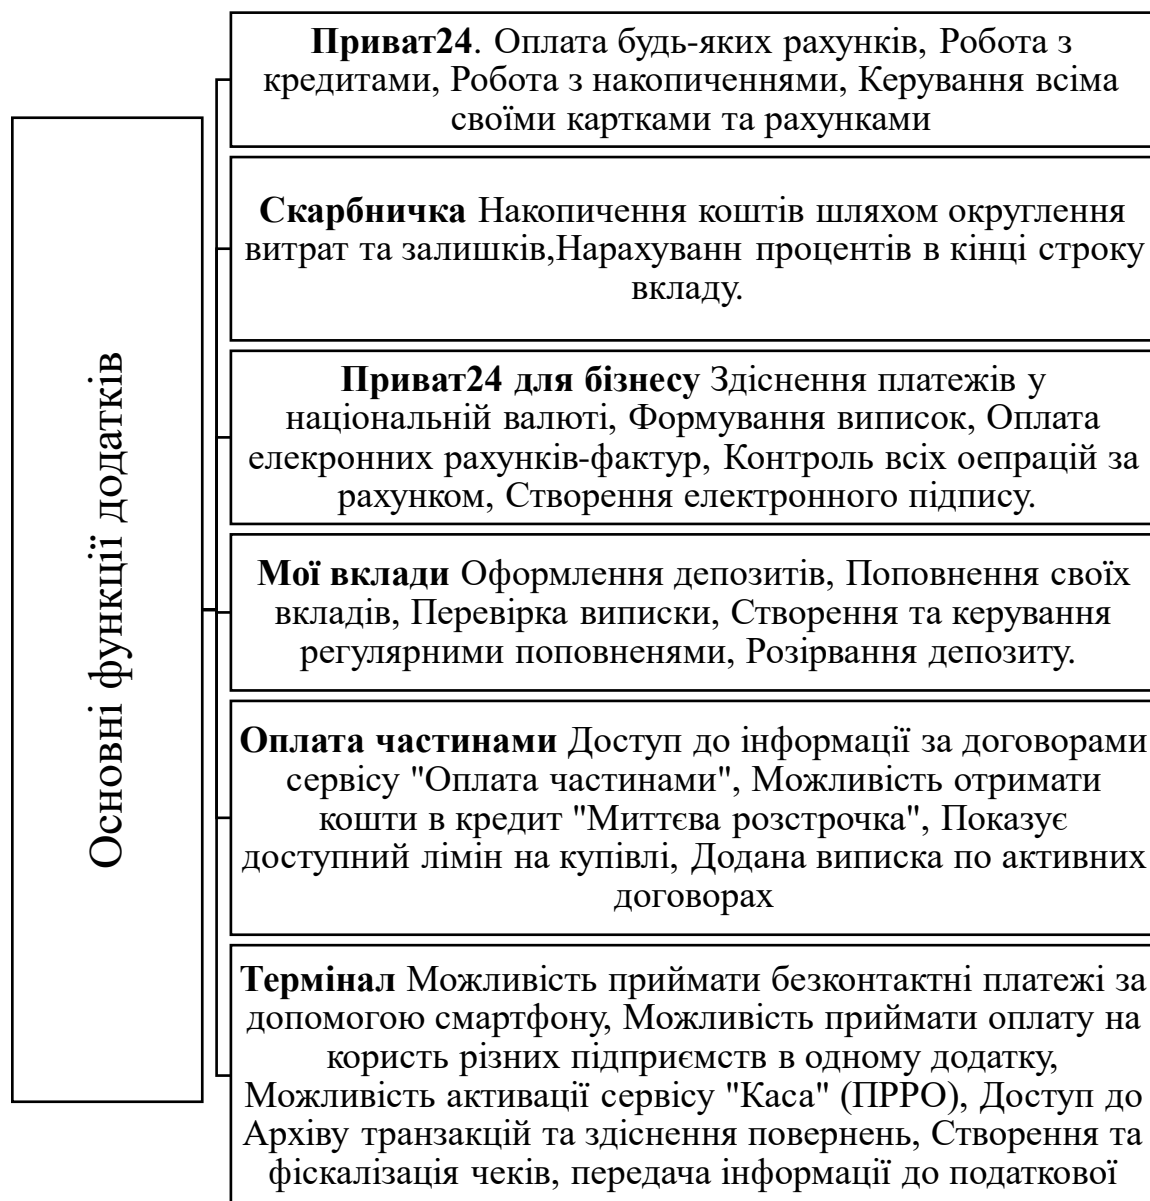 Основні функції додатків
Приват24. Оплата будь-яких рахунків, Робота з
кредитами, Робота з накопиченнями, Керування всіма
своїми картками та рахунками
Скарбничка Накопичення коштів шляхом округлення
витрат та залишків,Нарахуванн процентів в кінці строку
вкладу.
Приват24 для бізнесу Здіснення платежів у
національній валюті, Формування виписок, Оплата
елекронних рахунків-фактур, Контроль всіх оепрацій за
рахунком, Створення електронного підпису.
Мої вклади Оформлення депозитів, Поповнення своїх
вкладів, Перевірка виписки, Створення та керування
регулярними поповненями, Розірвання депозиту.
Оплата частинами Доступ до інформації за договорами
сервісу "Оплата частинами", Можливість отримати
кошти в кредит "Миттєва розстрочка", Показує
доступний лімін на купівлі, Додана виписка по активних
договорах
Термінал Можливість приймати безконтактні платежі за
допомогою смартфону, Можливість приймати оплату на
користь різних підприємств в одному додатку,
Можливість активації сервісу "Каса" (ПРРО), Доступ до
Архіву транзакцій та здіснення повернень, Створення та
фіскалізація чеків, передача інформації до податкової